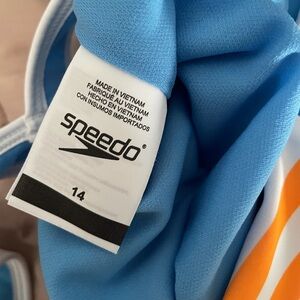 MADE IN VIETNAM
FABRIQUÉ AU VIETNAM
HECHO EN VIETNAM
CON INSUMOS IMPORTADOS
speedo®
14